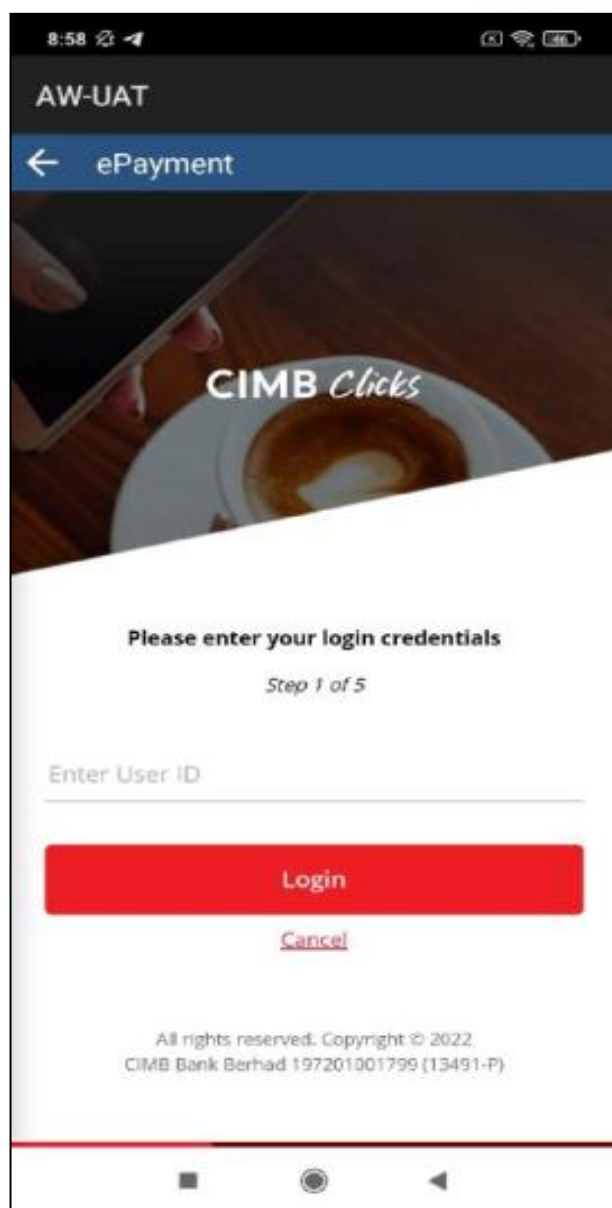 8:58
46
AW-UAT
ePayment
CIMB Clicks
Please enter your login credentials
Step 1 of 5
Enter User ID
Login
Cancel
All rights reserved. Copyright © 2022
CIMB Bank Berhad 197201001799 (13491-P)